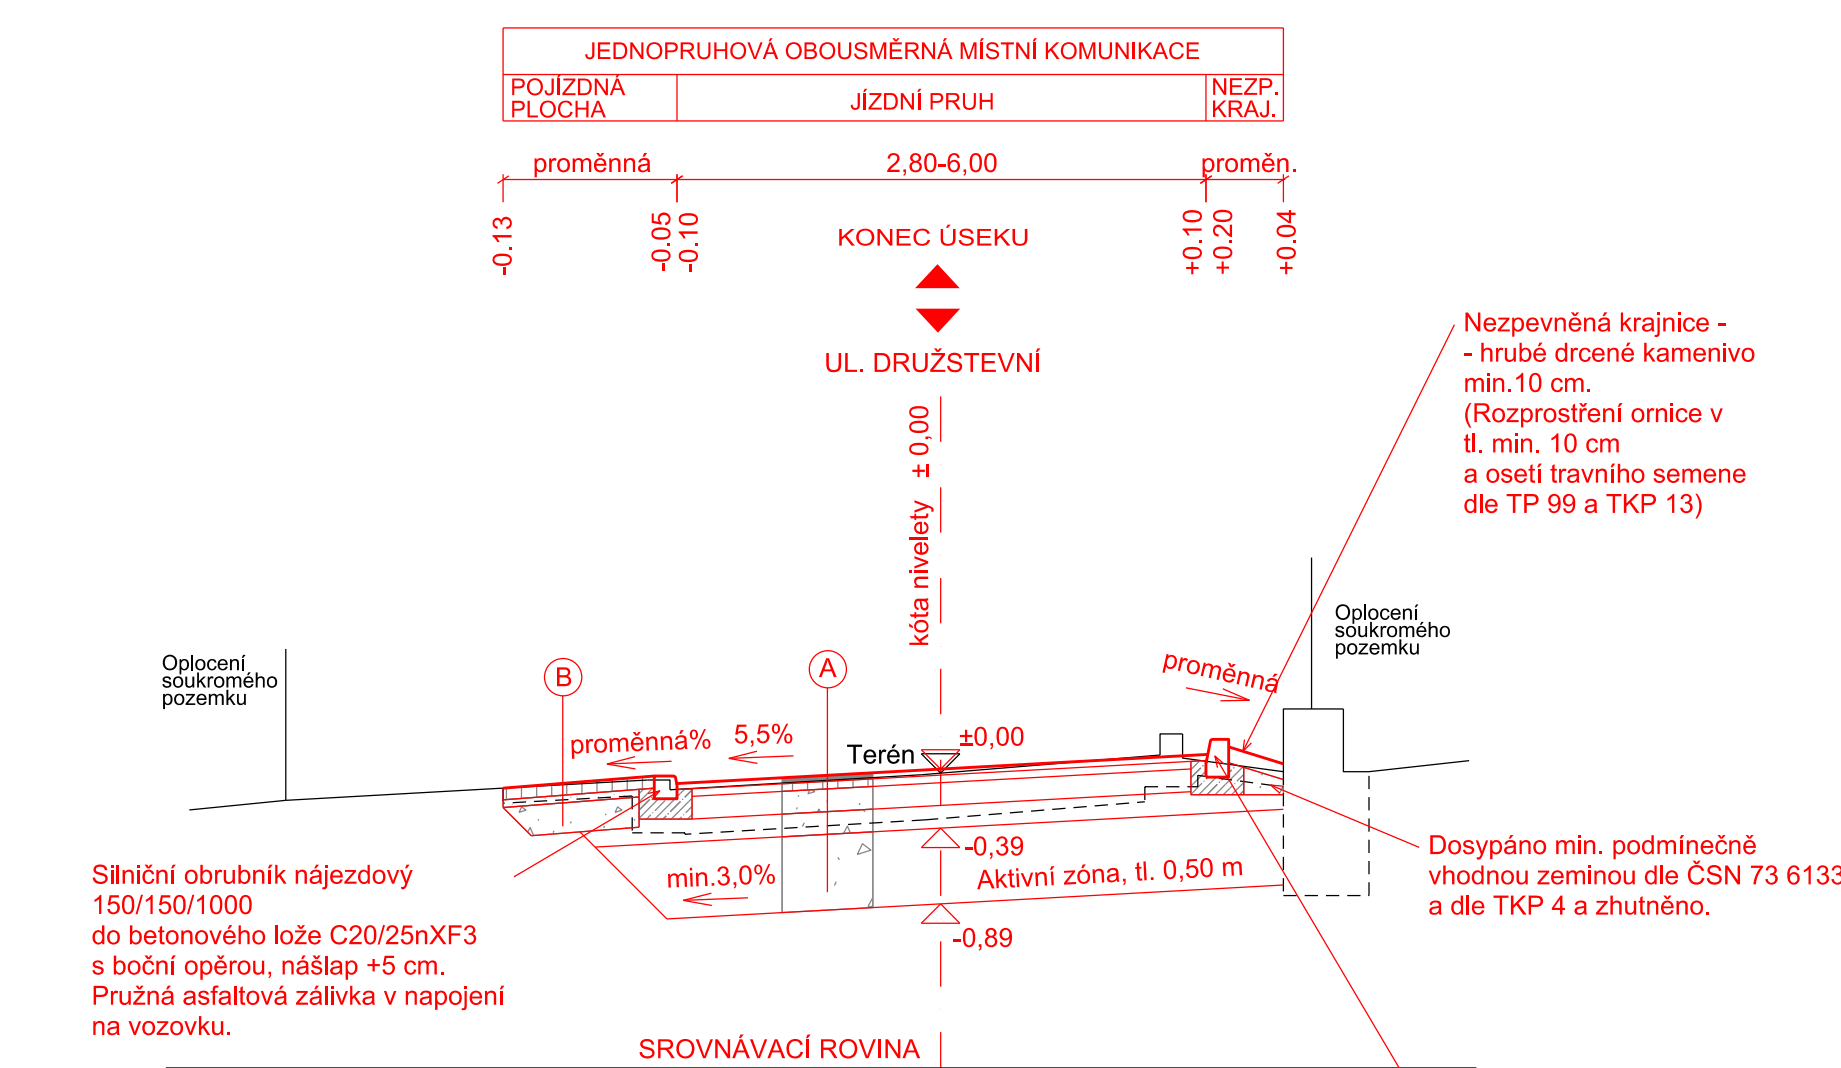 JEDNOPRUHOVÁ OBOUSMĚRNÁ MÍSTNÍ KOMUNIKACE
POJÍZDNÁ
PLOCHA
JÍZDNÍ PRUH
NEZP.
KRAJ.
proměnná
2,80-6,00
proměn.
-0.13
-0.05
-0.10
+0.10
+0.20
+0.04
KONEC ÚSEKU
UL. DRUŽSTEVNÍ
kóta nivelety ± 0,00
Nezpevněná krajnice -
- hrubé drcené kamenivo
min.10 cm.
(Rozprostření ornice v
tl. min. 10 cm
a osetí travního semene
dle TP 99 a TKP 13)
Oplocení
soukromého
pozemku
Oplocení
soukromého
pozemku
B
A
proměnná
proměnná%
5,5%
Terén
±0,00
-0,39
min.3,0%
Aktivní zóna, tl. 0,50 m
-0,89
Dosypáno min. podmínečně
vhodnou zeminou dle ČSN 73 6133
a dle TKP 4 a zhutněno.
Silniční obrubník nájezdový
150/150/1000
do betonového lože C20/25nXF3
s boční opěrou, nášlap +5 cm.
Pružná asfaltová zálivka v napojení
na vozovku.
SROVNÁVACÍ ROVINA